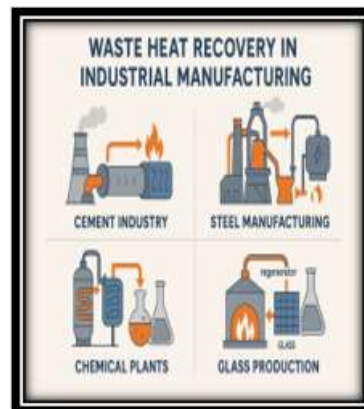 WASTE HEAT RECOVERY IN
INDUSTRIAL MANUFACTURING
CEMENT INDUSTRY
STEEL MANUFACTURING
regenerator
GLASS
CHEMICAL PLANTS
GLASS PRODUCTION